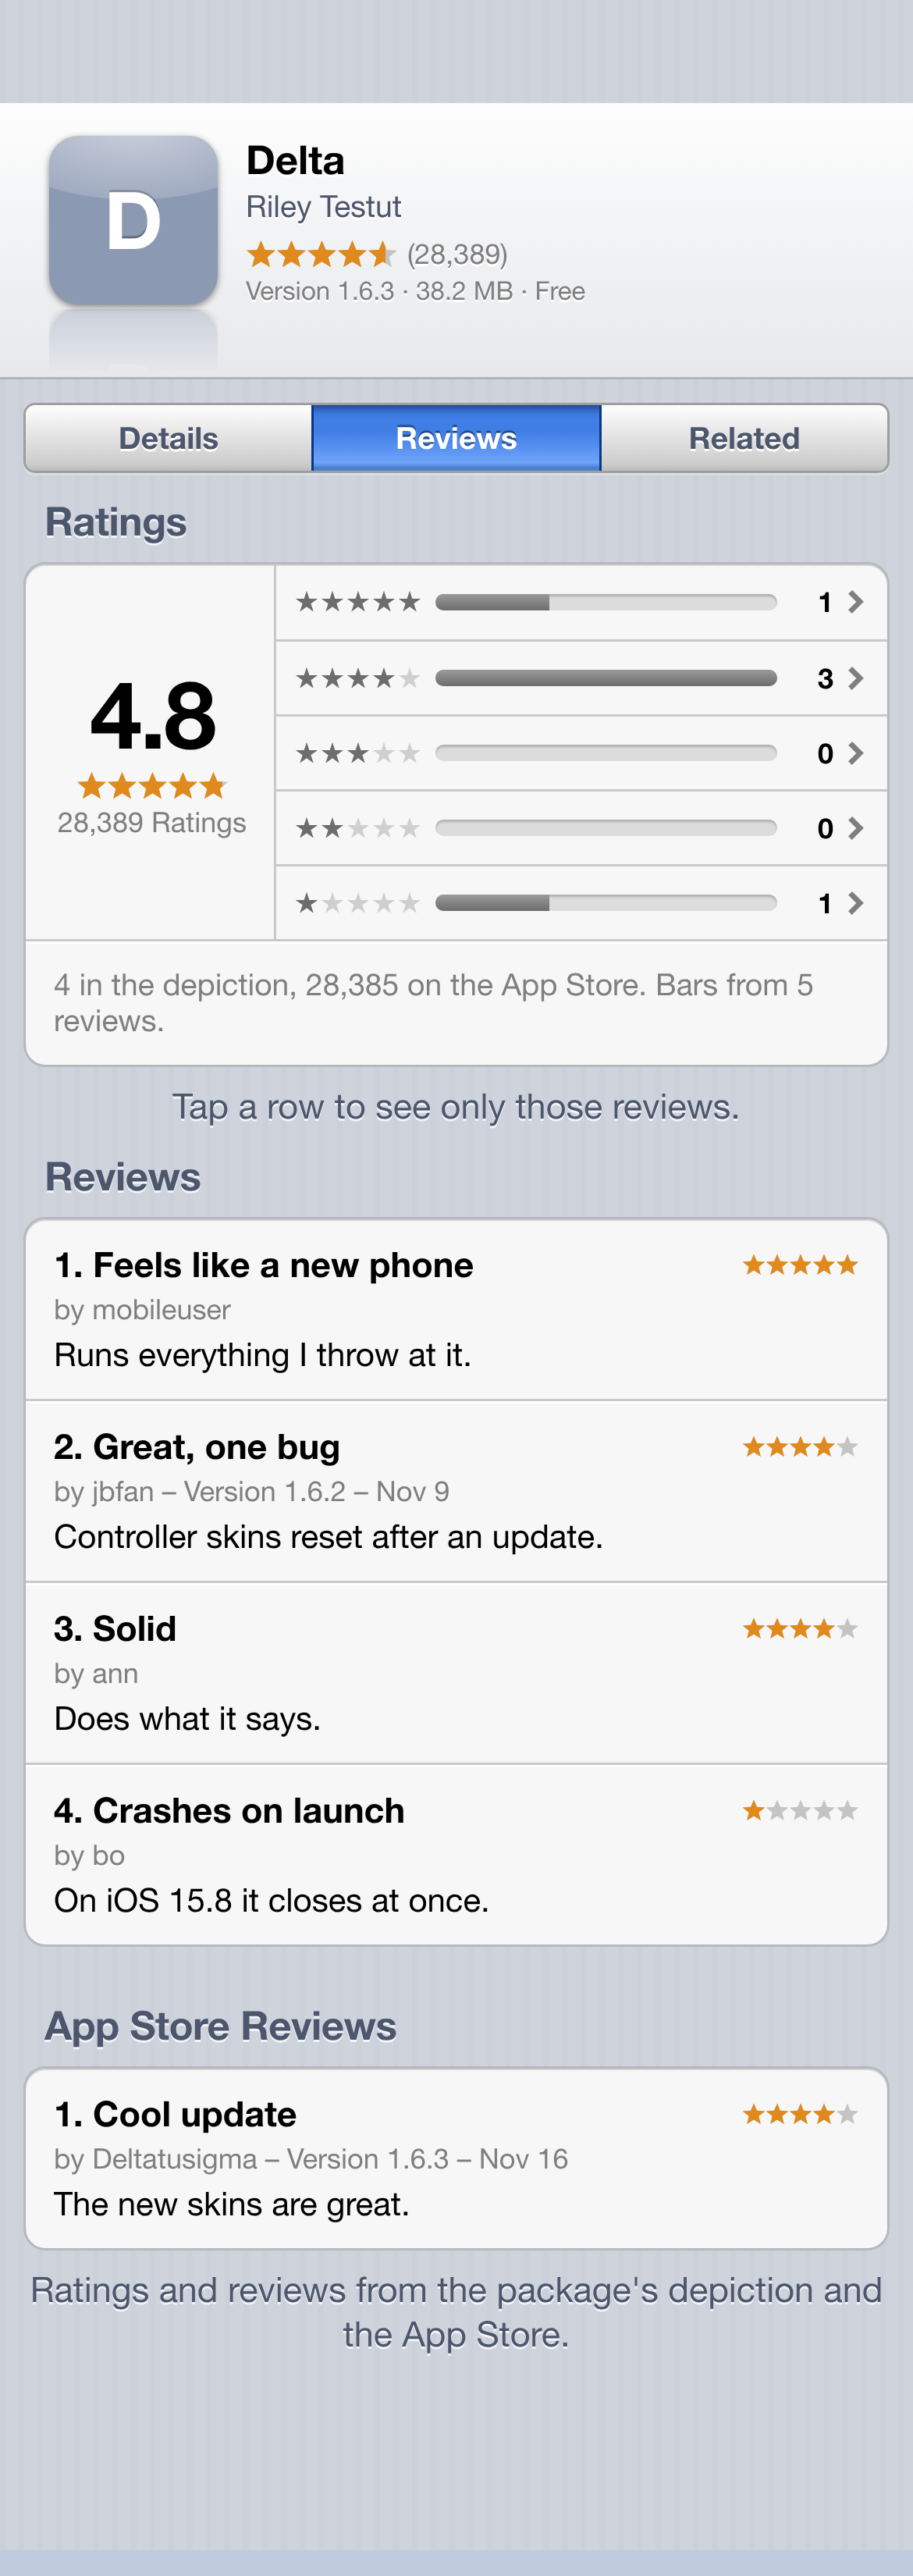 D
Delta
Riley Testut
(28,389)
Version 1.6.3 · 38.2 MB · Free
Details Reviews Related
Ratings
4.8
28,389 Ratings
1
3
0
0
1
4 in the depiction, 28,385 on the App Store. Bars from 5
reviews.
Tap a row to see only those reviews.
Reviews
1. Feels like a new phone
by mobileuser
Runs everything I throw at it.
2. Great, one bug
by jbfan – Version 1.6.2 – Nov 9
Controller skins reset after an update.
3. Solid
by ann
Does what it says.
4. Crashes on launch
by bo
On iOS 15.8 it closes at once.
App Store Reviews
1. Cool update
by Deltatusigma – Version 1.6.3 – Nov 16
The new skins are great.
Ratings and reviews from the package's depiction and
the App Store.